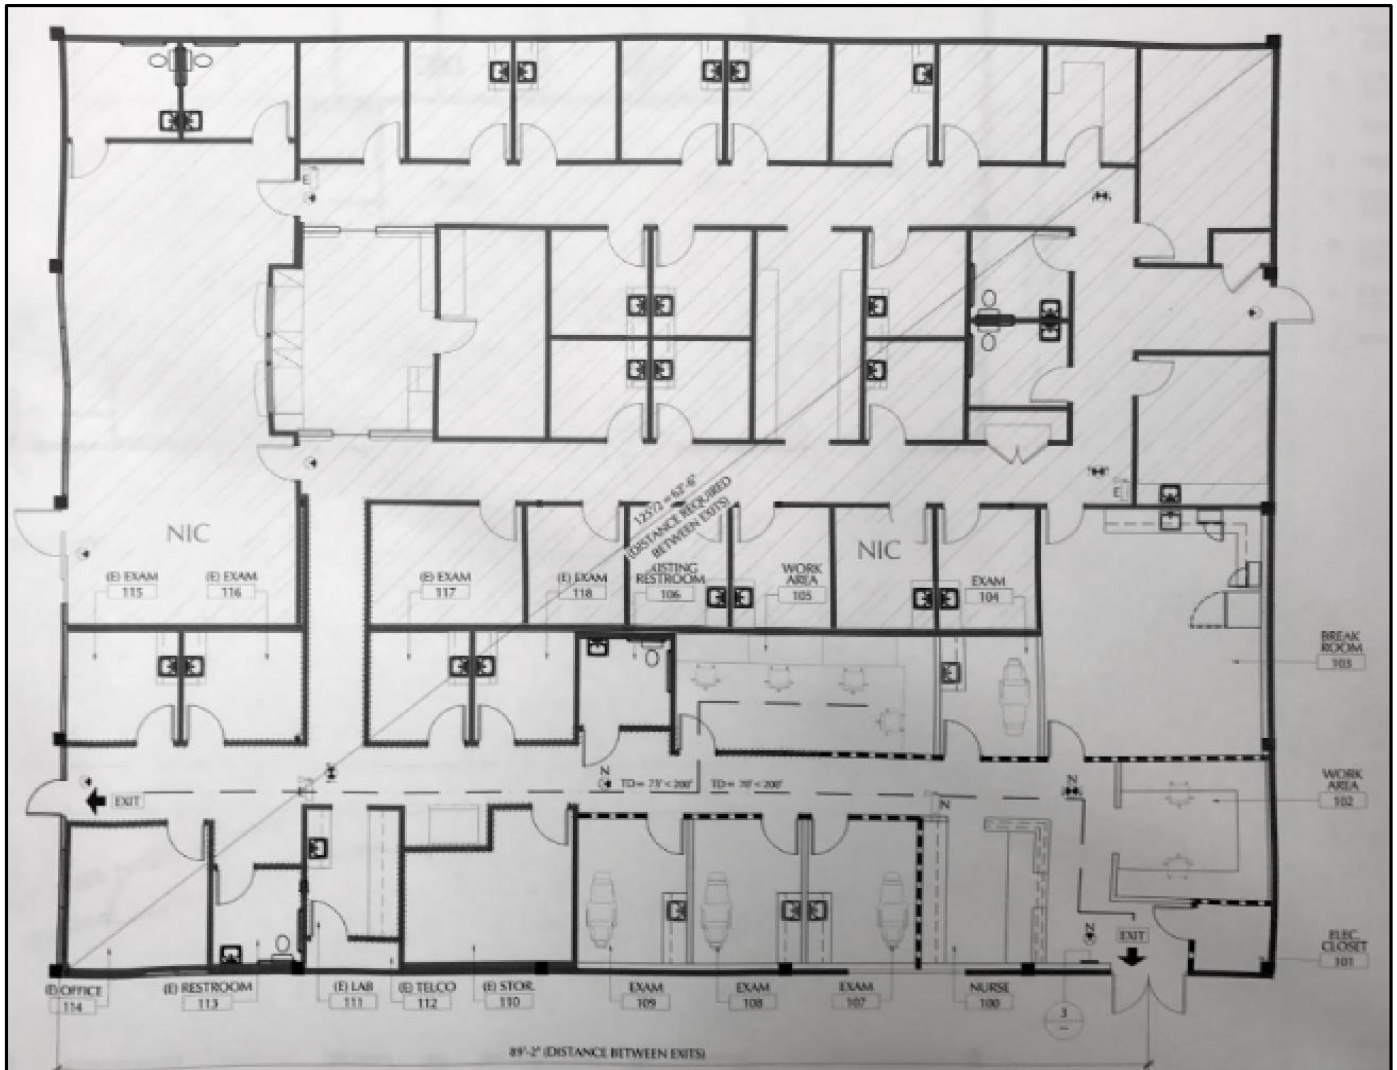 E
E
125'/2 = 62'-6"
(DISTANCE REQUIRED
BETWEEN EXITS)
NIC
NIC
(E) EXAM
115
(E) EXAM
116
(E) EXAM
117
(E) EXAM
118
EXISTING
RESTROOM
106
WORK
AREA
105
EXAM
104
BREAK
ROOM
103
WORK
AREA
102
EXIT
N
TD= 73' < 200'
TD= 70' < 200'
N
N
N
EXIT
ELEC.
CLOSET
101
(E) OFFICE
114
(E) RESTROOM
113
(E) LAB
111
(E) TELCO
112
(E) STOR.
110
EXAM
109
EXAM
108
EXAM
107
NURSE
100
3
89'-2" (DISTANCE BETWEEN EXITS)